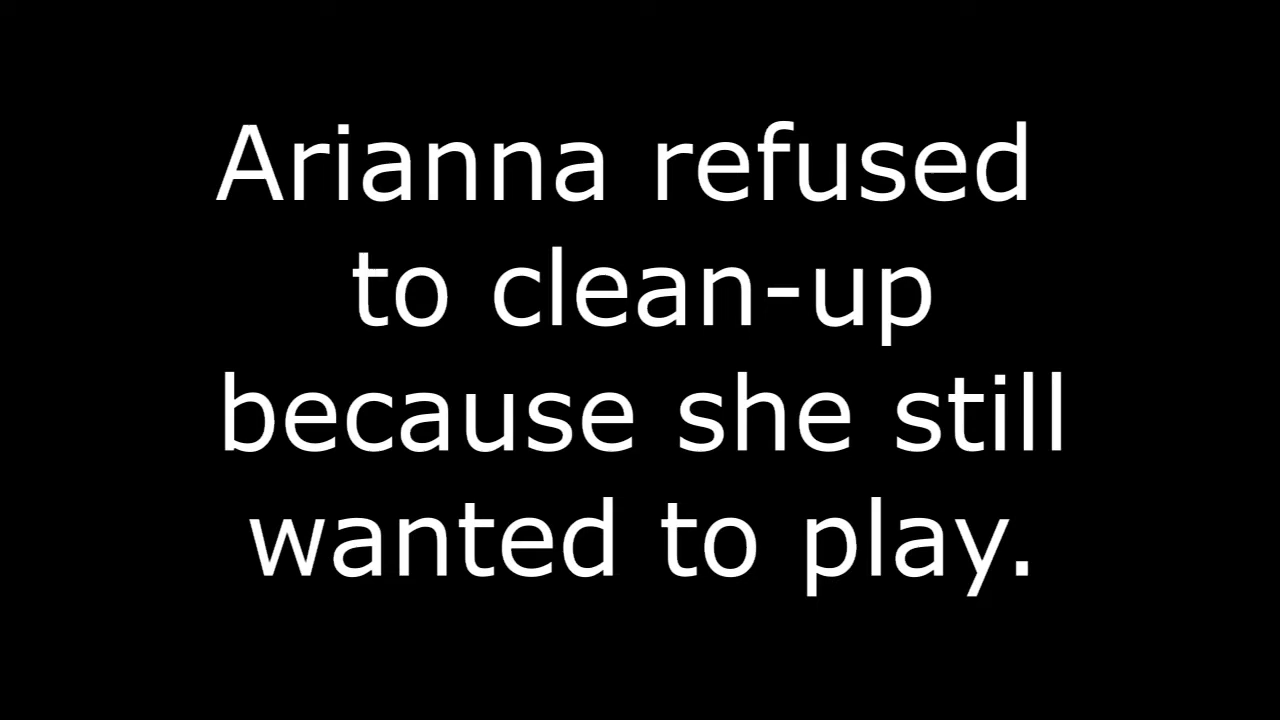 Arianna refused
to clean-up
because she still
wanted to play.